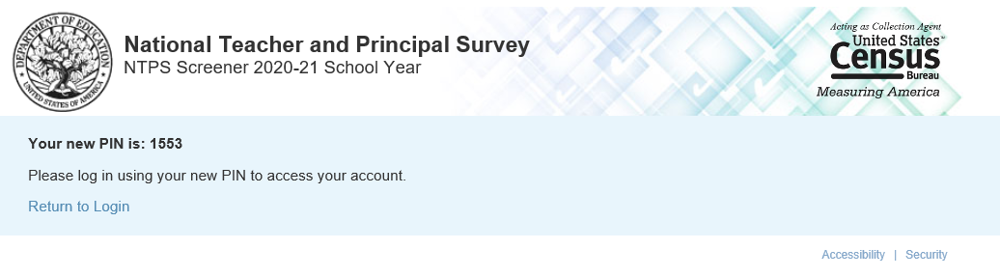 DEPARTMENT OF EDUCATION
UNITED STATES OF AMERICA
National Teacher and Principal Survey
NTPS Screener 2020-21 School Year
Acting as Collection Agent
United States™
Census
Bureau
Measuring America
Your new PIN is: 1553
Please log in using your new PIN to access your account.
Return to Login
Accessibility | Security